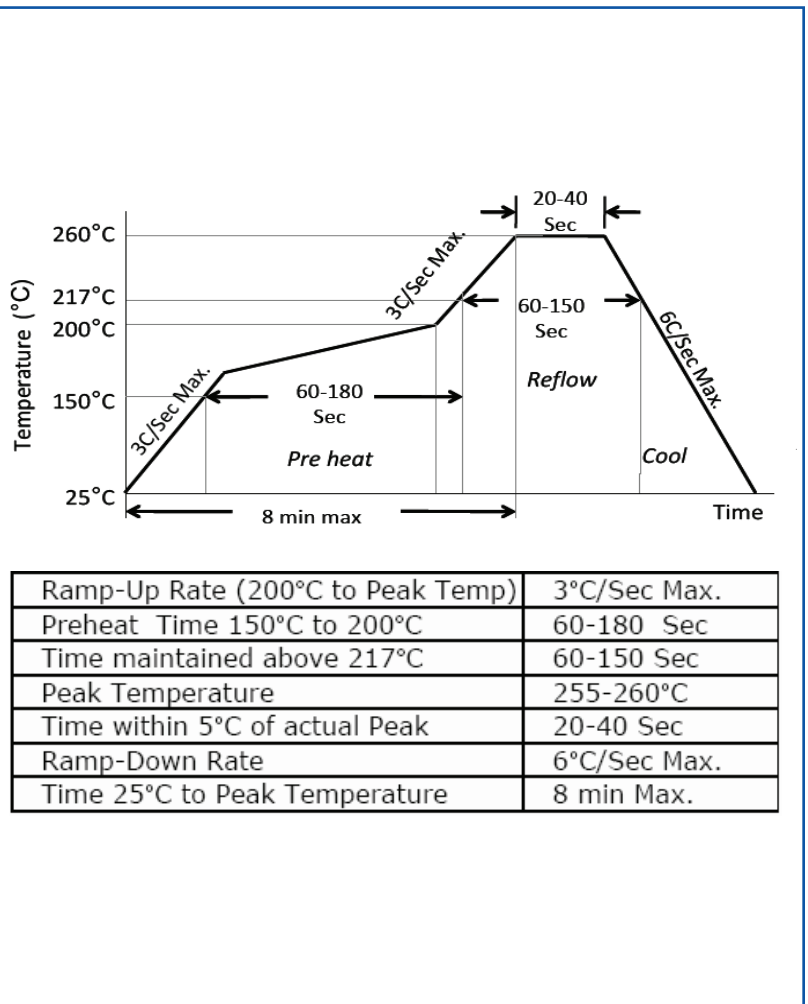 20-40
Sec
260°C
3C/Sec Max.
217°C
60-150
Sec
200°C
6C/Sec Max.
Temperature (°C)
Reflow
3C/Sec Max.
150°C
60-180
Sec
Pre heat
Cool
25°C
8 min max
Time
Ramp-Up Rate (200°C to Peak Temp) 3°C/Sec Max.
Preheat Time 150°C to 200°C 60-180 Sec
Time maintained above 217°C 60-150 Sec
Peak Temperature 255-260°C
Time within 5°C of actual Peak 20-40 Sec
Ramp-Down Rate 6°C/Sec Max.
Time 25°C to Peak Temperature 8 min Max.